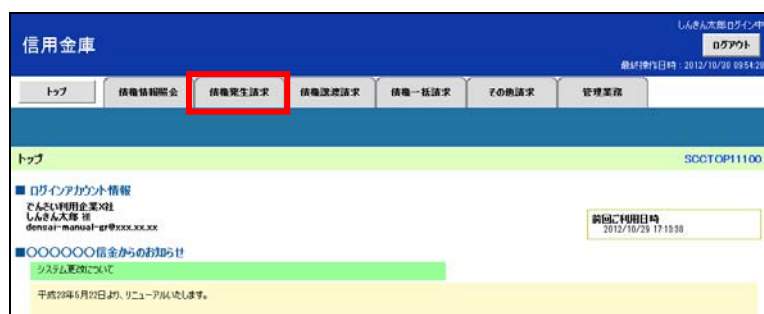 しんきん太郎ログイン中
信用金庫
ログアウト
最終操作日時：2012/10/30 09:54:28
トップ 債権情報照会 債権発生請求 債権譲渡請求 債権一括請求 その他請求 管理業務
トップ SCCTOP11100
■ ログインアカウント情報
でんさい利用企業X社
しんきん太郎 様
densai-manual-gr@xxx.xx.xx
前回ご利用日時
2012/10/29 17:13:38
■〇〇〇〇〇〇信金からのお知らせ
システム更改について
平成28年5月22日より、リニューアルいたします。